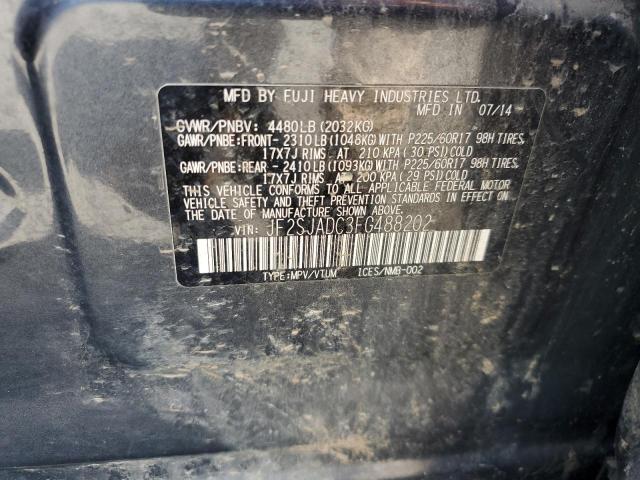 MFD BY FUJI HEAVY INDUSTRIES LTD.
MFD IN 07/14
GVWR/PNBV: 4480LB (2032KG)
GAWR/PNBE:FRONT- 2310LB (1048KG) WITH P225/60R17 98H TIRES,
17X7J RIMS AT 210 KPA ( 30 PSI) COLD
GAWR/PNBE:REAR - 2410LB (1093KG) WITH P225/60R17 98H TIRES,
17X7J RIMS, AT 200 KPA ( 29 PSI) COLD
THIS VEHICLE CONFORMS TO ALL APPLICABLE FEDERAL MOTOR
VEHICLE SAFETY AND THEFT PREVENTION STANDARDS IN EFFECT ON
THE DATE OF MANUFACTURE SHOWN ABOVE.
VIN: JF2SJADC3FG488202
TYPE:MPV/VTUM ICES/NMB-002